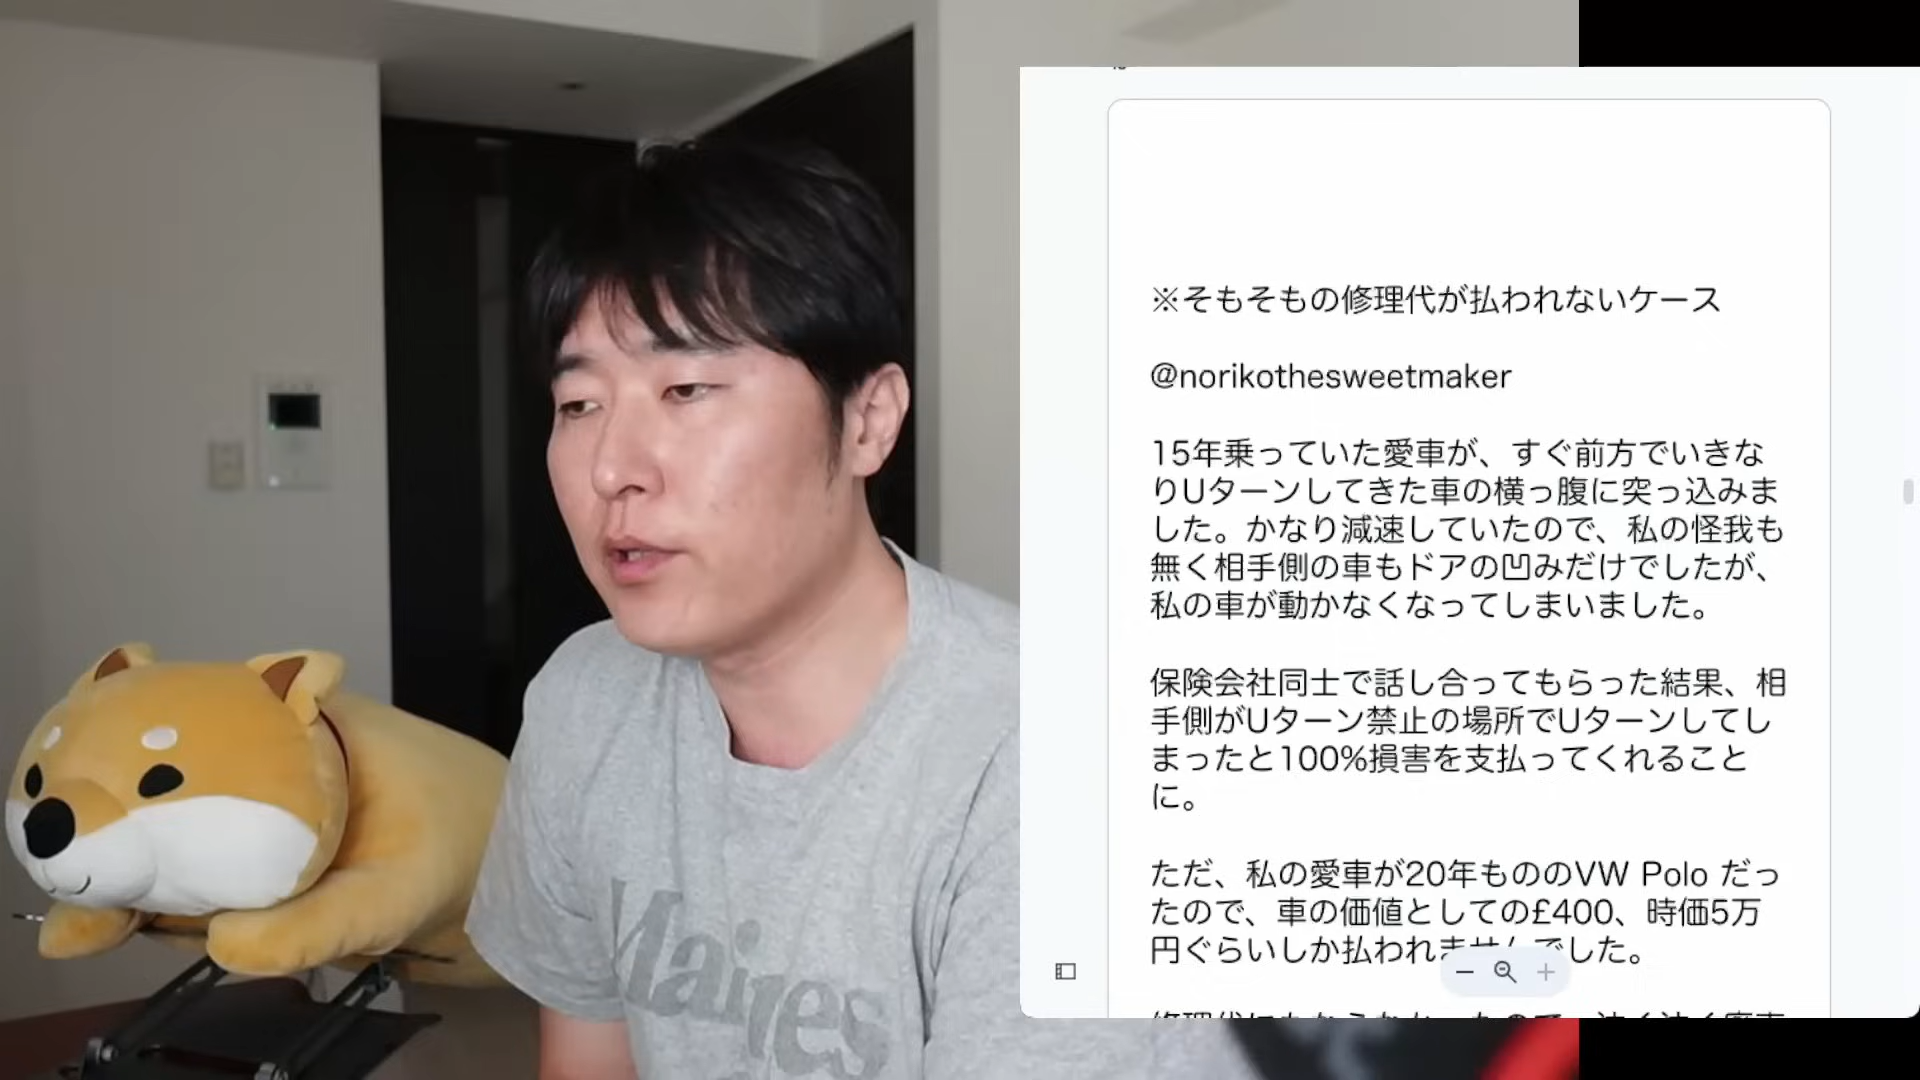 ※そもそもの修理代が払われないケース
@norikothesweetmaker
15年乗っていた愛車が、すぐ前方でいきな
りUターンしてきた車の横っ腹に突っ込みま
した。かなり減速していたので、私の怪我も
無く相手側の車もドアの凹みだけでしたが、
私の車が動かなくなってしまいました。
保険会社同士で話し合ってもらった結果、相
手側がUターン禁止の場所でUターンしてし
まったと100%損害を支払ってくれること
に。
ただ、私の愛車が20年もののVW Polo だっ
たので、車の価値としての£400、時価5万
円ぐらいしか払われませんでした。